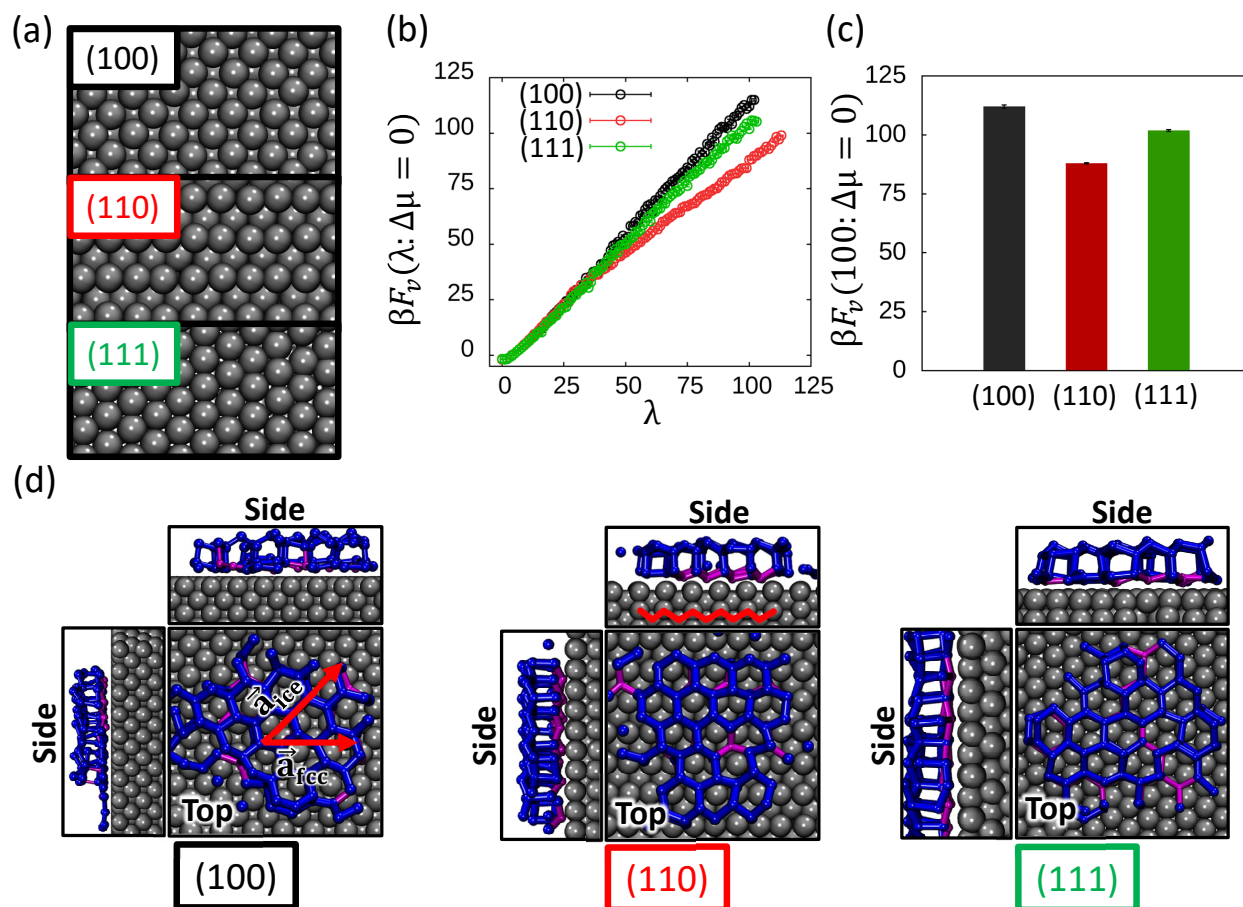 (a)
(100)
(110)
(111)
(b)
βF_v(λ: Δμ = 0)
125
100
75
50
25
0
(100)
(110)
(111)
0 25 50 75 100 125
λ
(c)
βF_v(100: Δμ = 0)
125
100
75
50
25
0
(100) (110) (111)
(d)
Side
Side
a⃗ice
a⃗fcc
Top
(100)
Side
Side
Top
(110)
Side
Side
Top
(111)